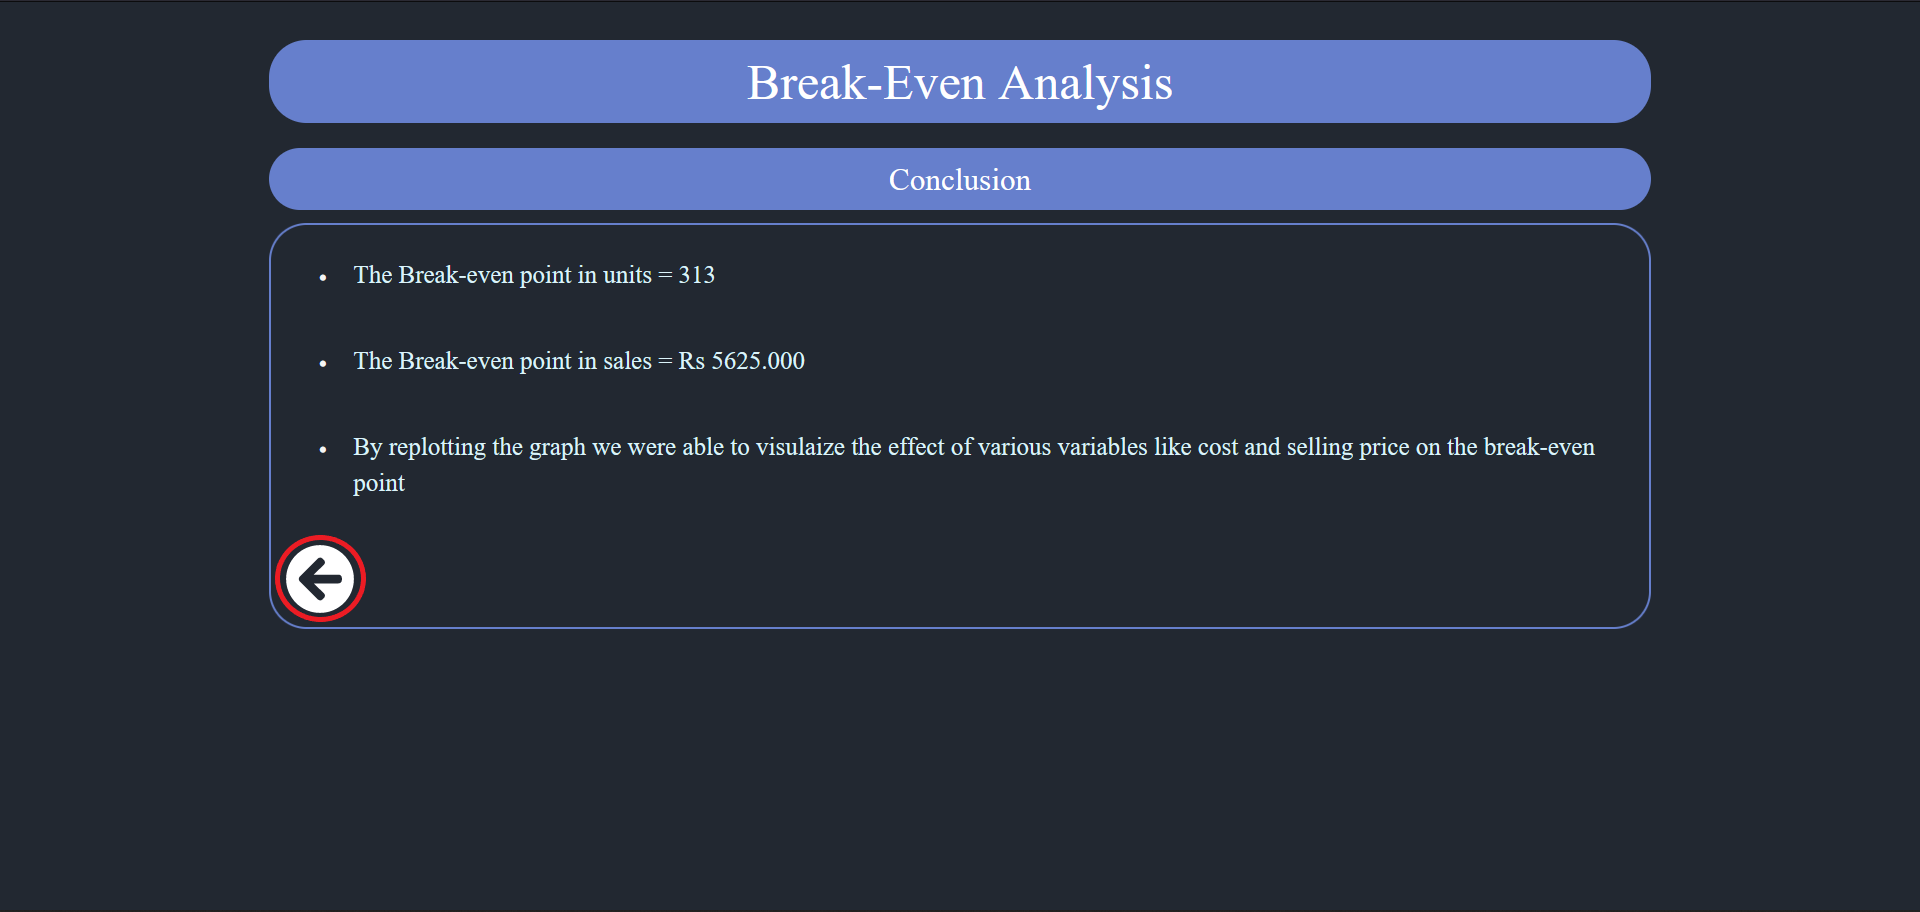 Break-Even Analysis
Conclusion
• The Break-even point in units = 313
• The Break-even point in sales = Rs 5625.000
• By replotting the graph we were able to visulaize the effect of various variables like cost and selling price on the break-even
point